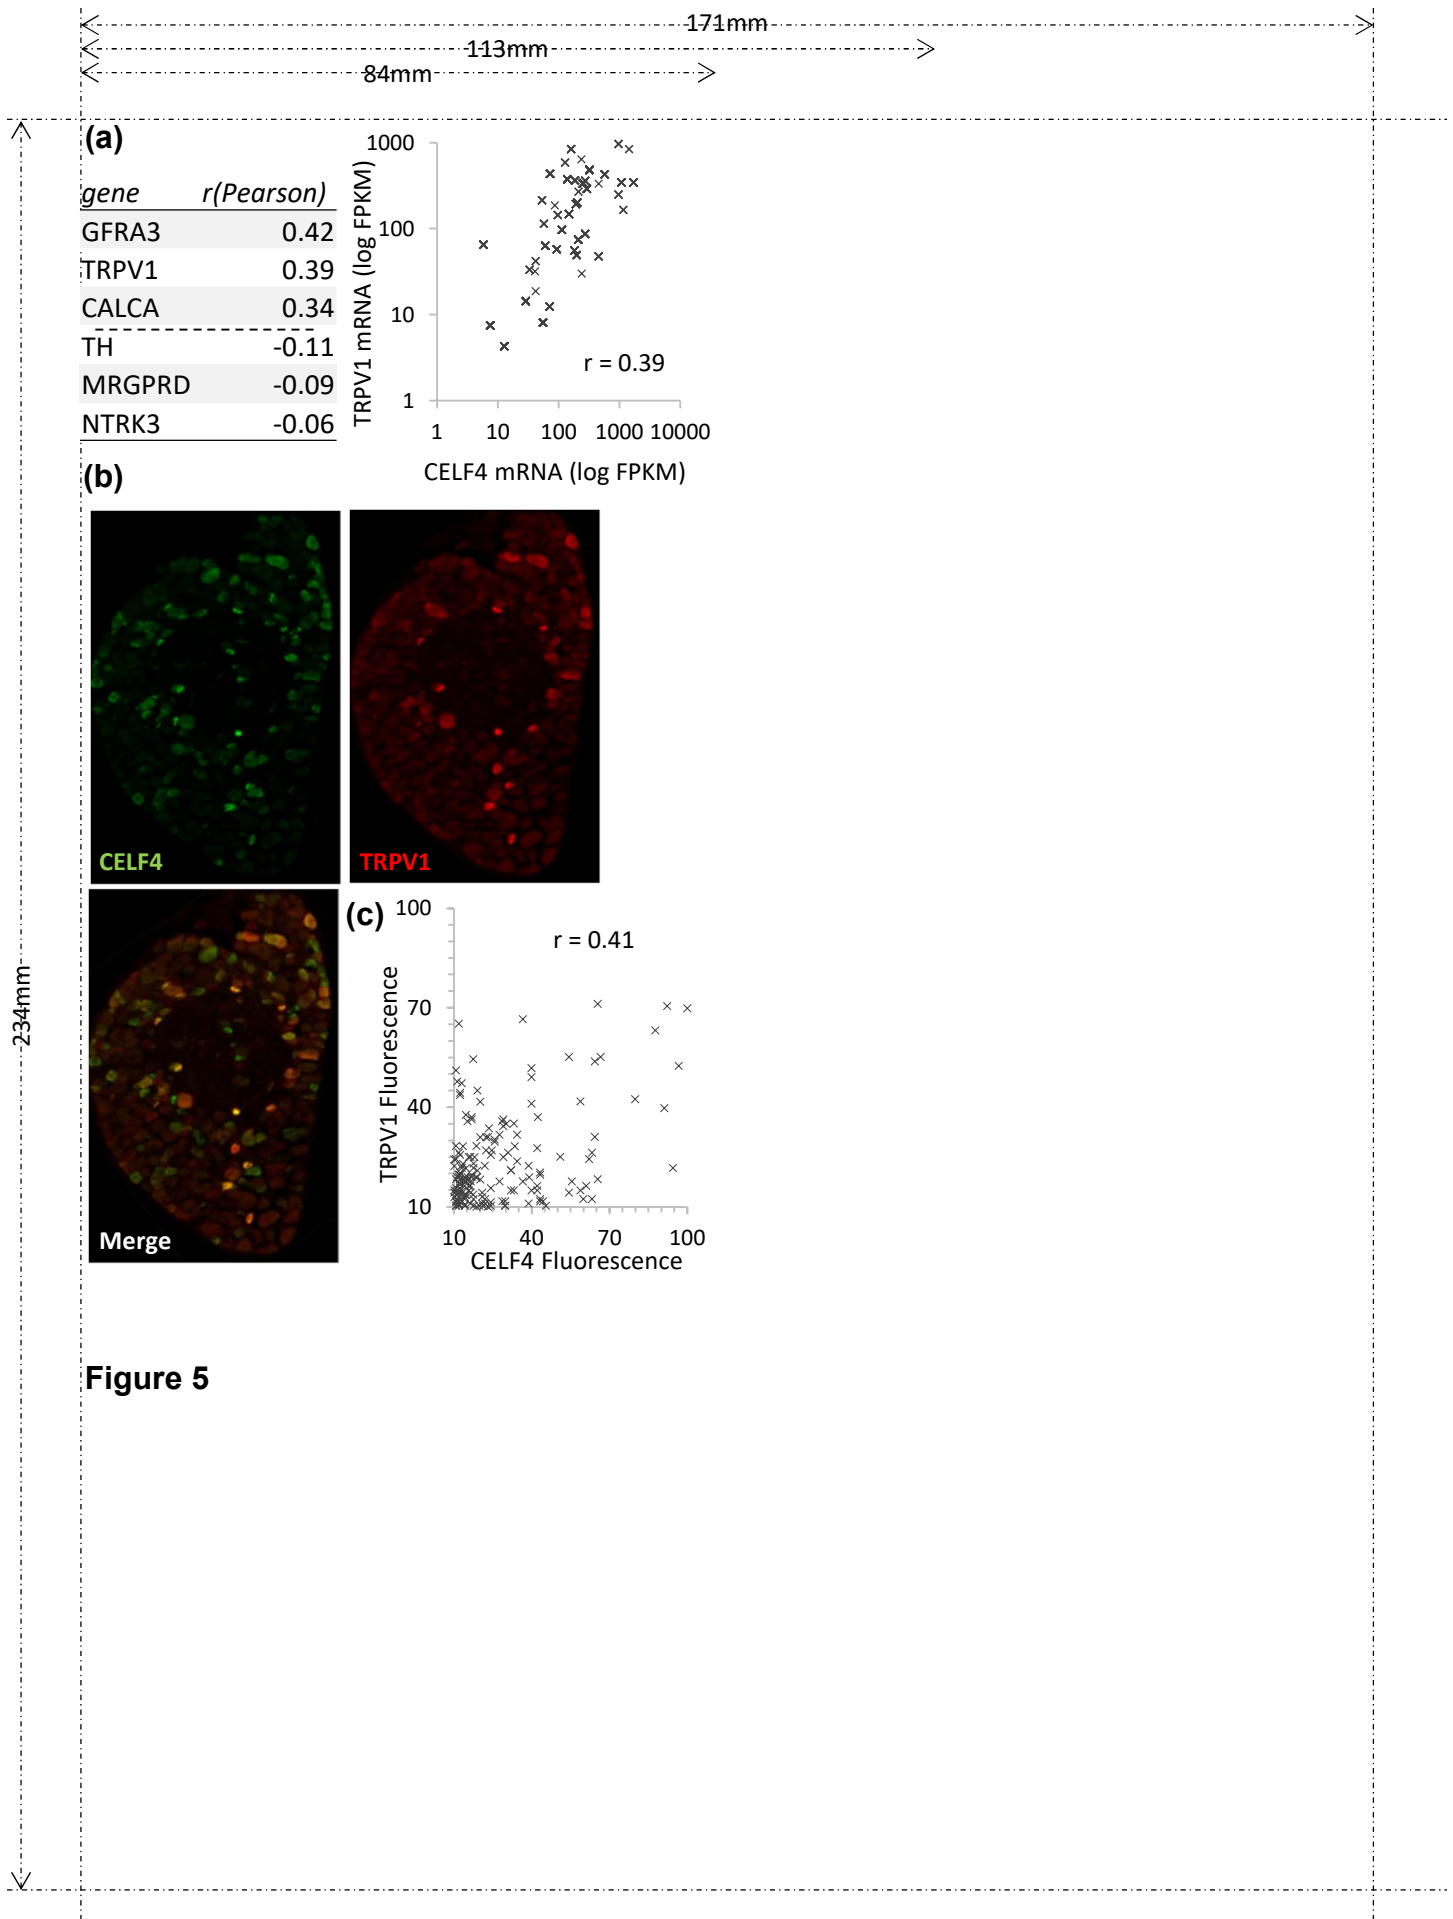 171mm
113mm
84mm
234mm
(a)
gene r(Pearson)
GFRA3 0.42
TRPV1 0.39
CALCA 0.34
TH -0.11
MRGPRD -0.09
NTRK3 -0.06
TRPV1 mRNA (log FPKM)
1000
100
10
1
r = 0.39
1 10 100 1000 10000
CELF4 mRNA (log FPKM)
(b)
CELF4
TRPV1
Merge
(c)
TRPV1 Fluorescence
100
70
40
10
r = 0.41
10 40 70 100
CELF4 Fluorescence
Figure 5